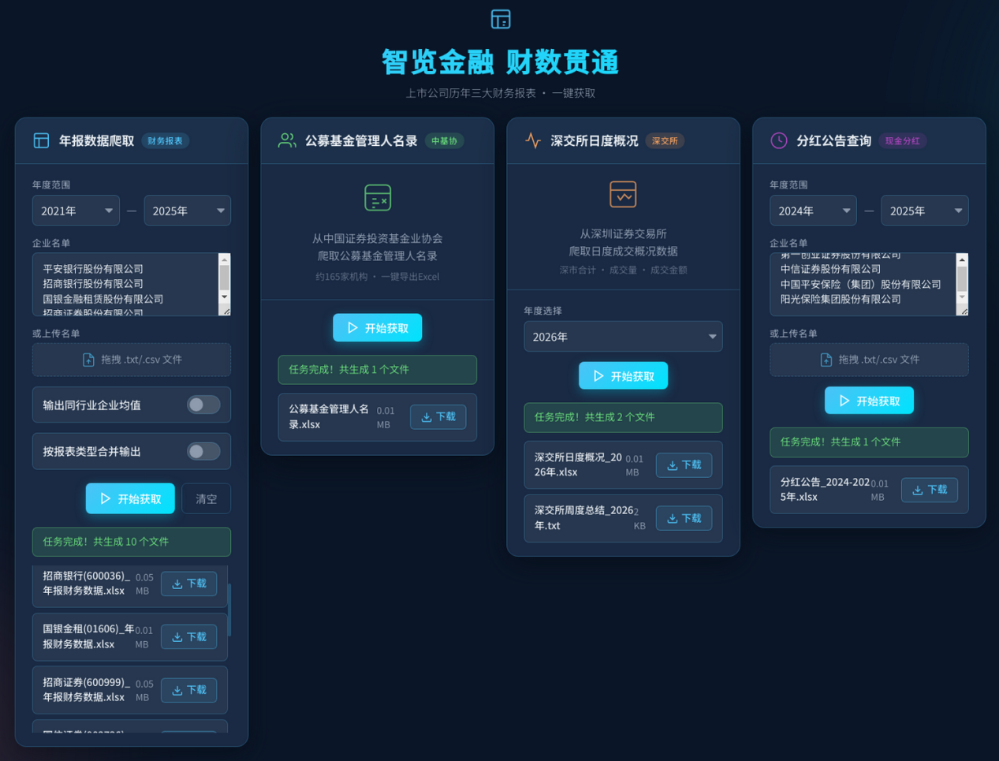 智览金融 财数贯通
上市公司历年三大财务报表 • 一键获取
年报数据爬取 财务报表
年度范围
2021年 — 2025年
企业名单
平安银行股份有限公司
招商银行股份有限公司
国银金融租赁股份有限公司
招商证券股份有限公司
或上传名单
拖拽 .txt/.csv 文件
输出同行业企业均值
按报表类型合并输出
开始获取 清空
任务完成！共生成 10 个文件
招商银行(600036)_ 0.05
年报财务数据.xlsx MB
下载
国银金租(01606)_年 0.01
报财务数据.xlsx MB
下载
招商证券(600999)_ 0.05
年报财务数据.xlsx MB
下载
公募基金管理人名录 中基协
从中国证券投资基金业协会
爬取公募基金管理人名录
约165家机构 • 一键导出Excel
开始获取
任务完成！共生成 1 个文件
公募基金管理人名 0.01
录.xlsx MB
下载
深交所日度概况 深交所
从深圳证券交易所
爬取日度成交概况数据
深市合计 • 成交量 • 成交金额
年度选择
2026年
开始获取
任务完成！共生成 2 个文件
深交所日度概况_20 0.01
26年.xlsx MB
下载
深交所周度总结_2026 2
年.txt KB
下载
分红公告查询 现金分红
年度范围
2024年 — 2025年
企业名单
第一创业证券股份有限公司
中信证券股份有限公司
中国平安保险（集团）股份有限公司
阳光保险集团股份有限公司
或上传名单
拖拽 .txt/.csv 文件
开始获取
任务完成！共生成 1 个文件
分红公告_2024-202 0.01
5年.xlsx MB
下载